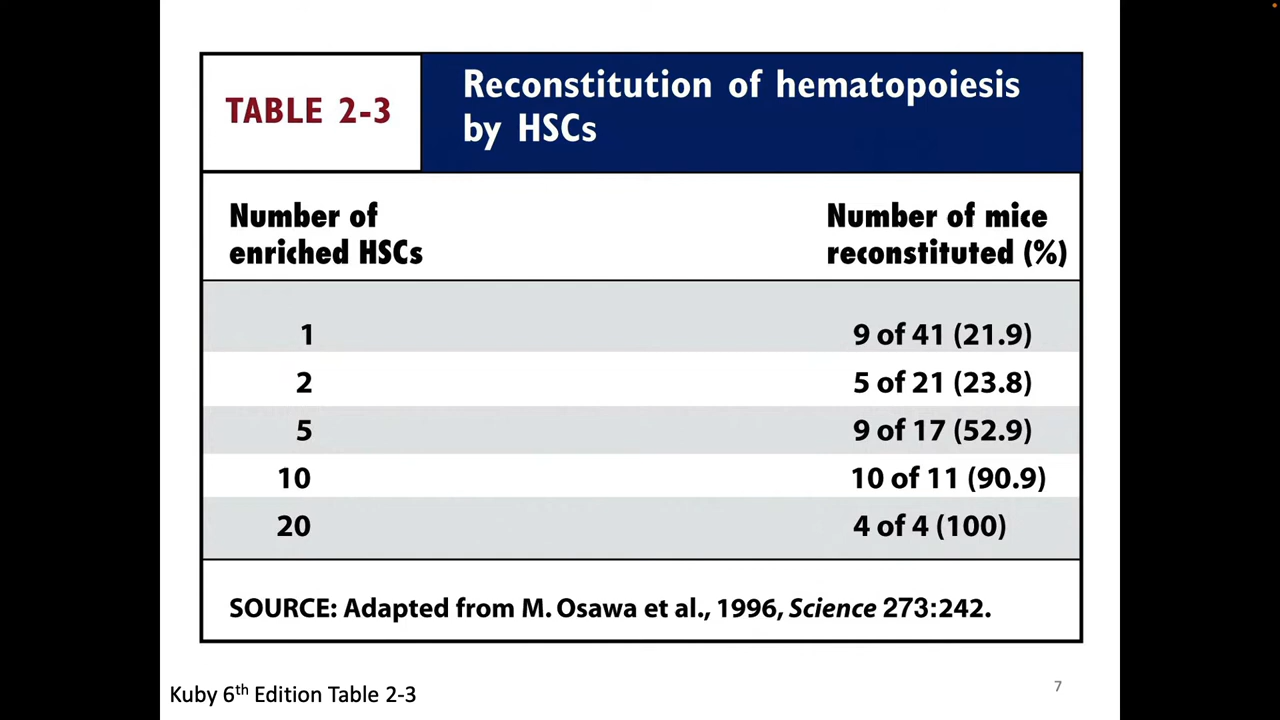 TABLE 2-3
Reconstitution of hematopoiesis
by HSCs
Number of
enriched HSCs
Number of mice
reconstituted (%)
1 9 of 41 (21.9)
2 5 of 21 (23.8)
5 9 of 17 (52.9)
10 10 of 11 (90.9)
20 4 of 4 (100)
SOURCE: Adapted from M. Osawa et al., 1996, Science 273:242.
Kuby 6th Edition Table 2-3
7